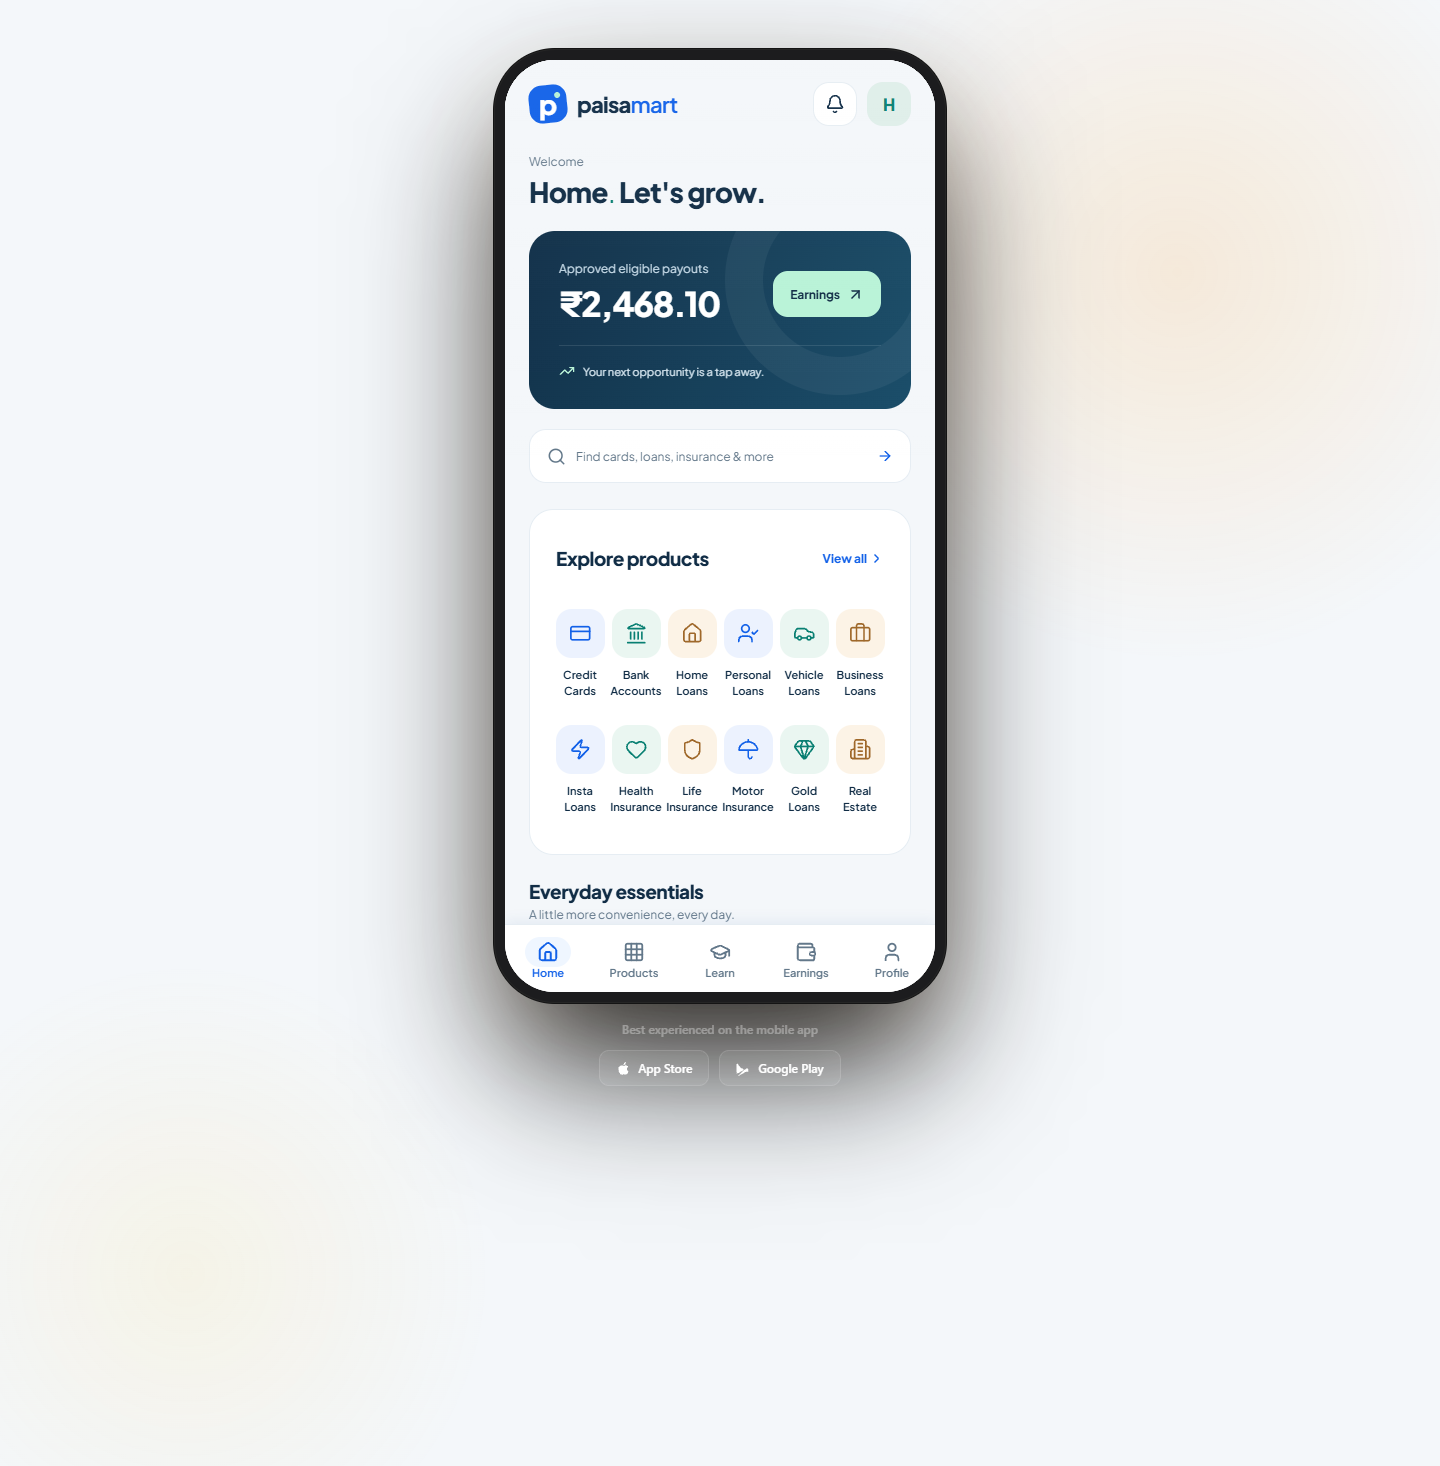 paisamart
H
Welcome
Home. Let's grow.
Approved eligible payouts
₹2,468.10
Earnings
Your next opportunity is a tap away.
Find cards, loans, insurance & more
Explore products
View all
Credit Cards
Bank Accounts
Home Loans
Personal Loans
Vehicle Loans
Business Loans
Insta Loans
Health Insurance
Life Insurance
Motor Insurance
Gold Loans
Real Estate
Everyday essentials
A little more convenience, every day.
Home
Products
Learn
Earnings
Profile
Best experienced on the mobile app
App Store
Google Play